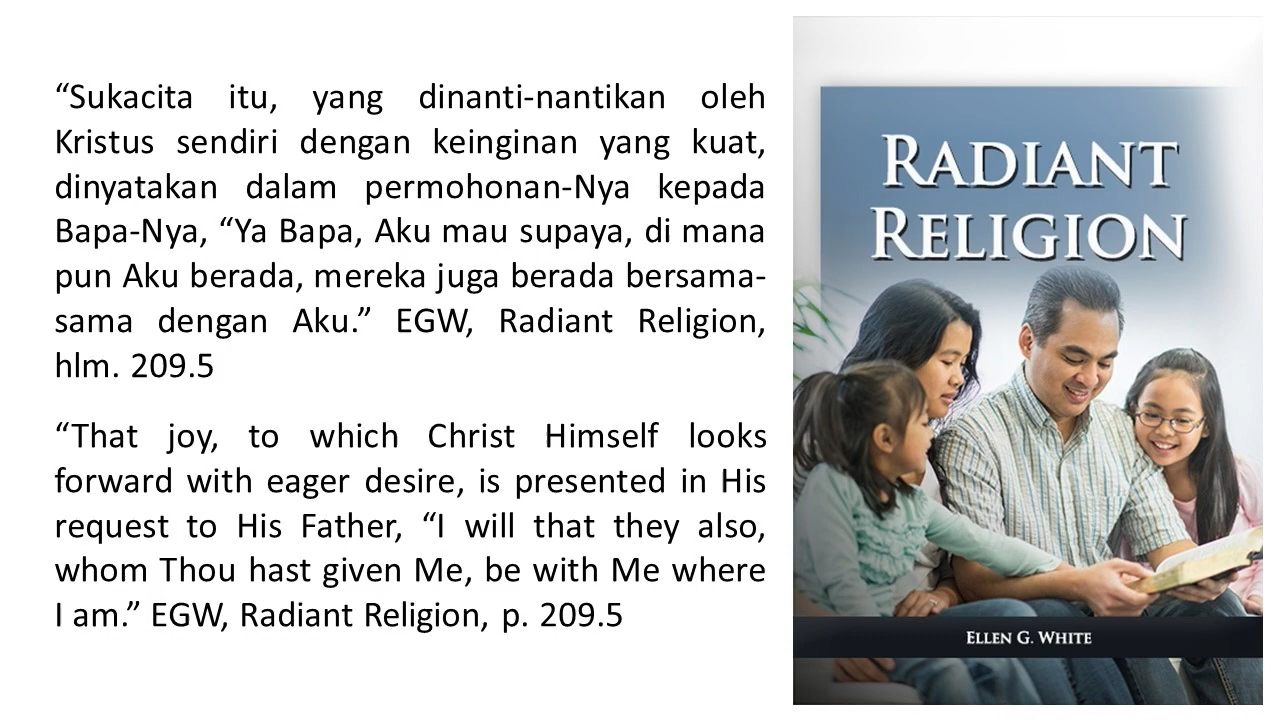 “Sukacita itu, yang dinanti-nantikan oleh
Kristus sendiri dengan keinginan yang kuat,
dinyatakan dalam permohonan-Nya kepada
Bapa-Nya, “Ya Bapa, Aku mau supaya, di mana
pun Aku berada, mereka juga berada bersama-
sama dengan Aku.” EGW, Radiant Religion,
hlm. 209.5
“That joy, to which Christ Himself looks
forward with eager desire, is presented in His
request to His Father, “I will that they also,
whom Thou hast given Me, be with Me where
I am.” EGW, Radiant Religion, p. 209.5
RADIANT
RELIGION
ELLEN G. WHITE